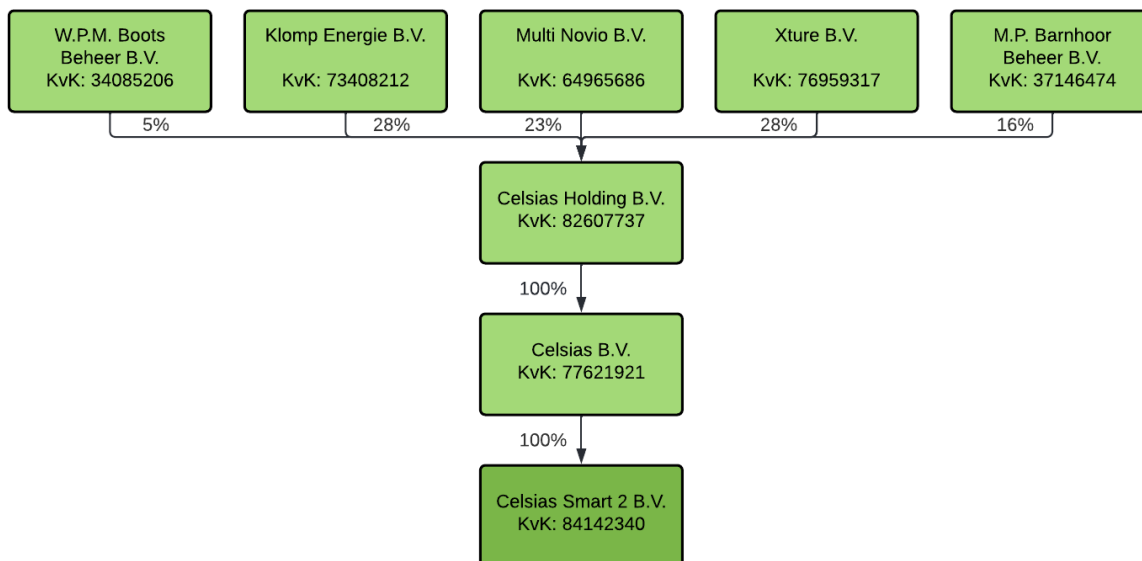 W.P.M. Boots
Beheer B.V.
KvK: 34085206
Klomp Energie B.V.
KvK: 73408212
Multi Novio B.V.
KvK: 64965686
Xture B.V.
KvK: 76959317
M.P. Barnhoor
Beheer B.V.
KvK: 37146474
5%
28%
23%
28%
16%
Celsias Holding B.V.
KvK: 82607737
100%
Celsias B.V.
KvK: 77621921
100%
Celsias Smart 2 B.V.
KvK: 84142340